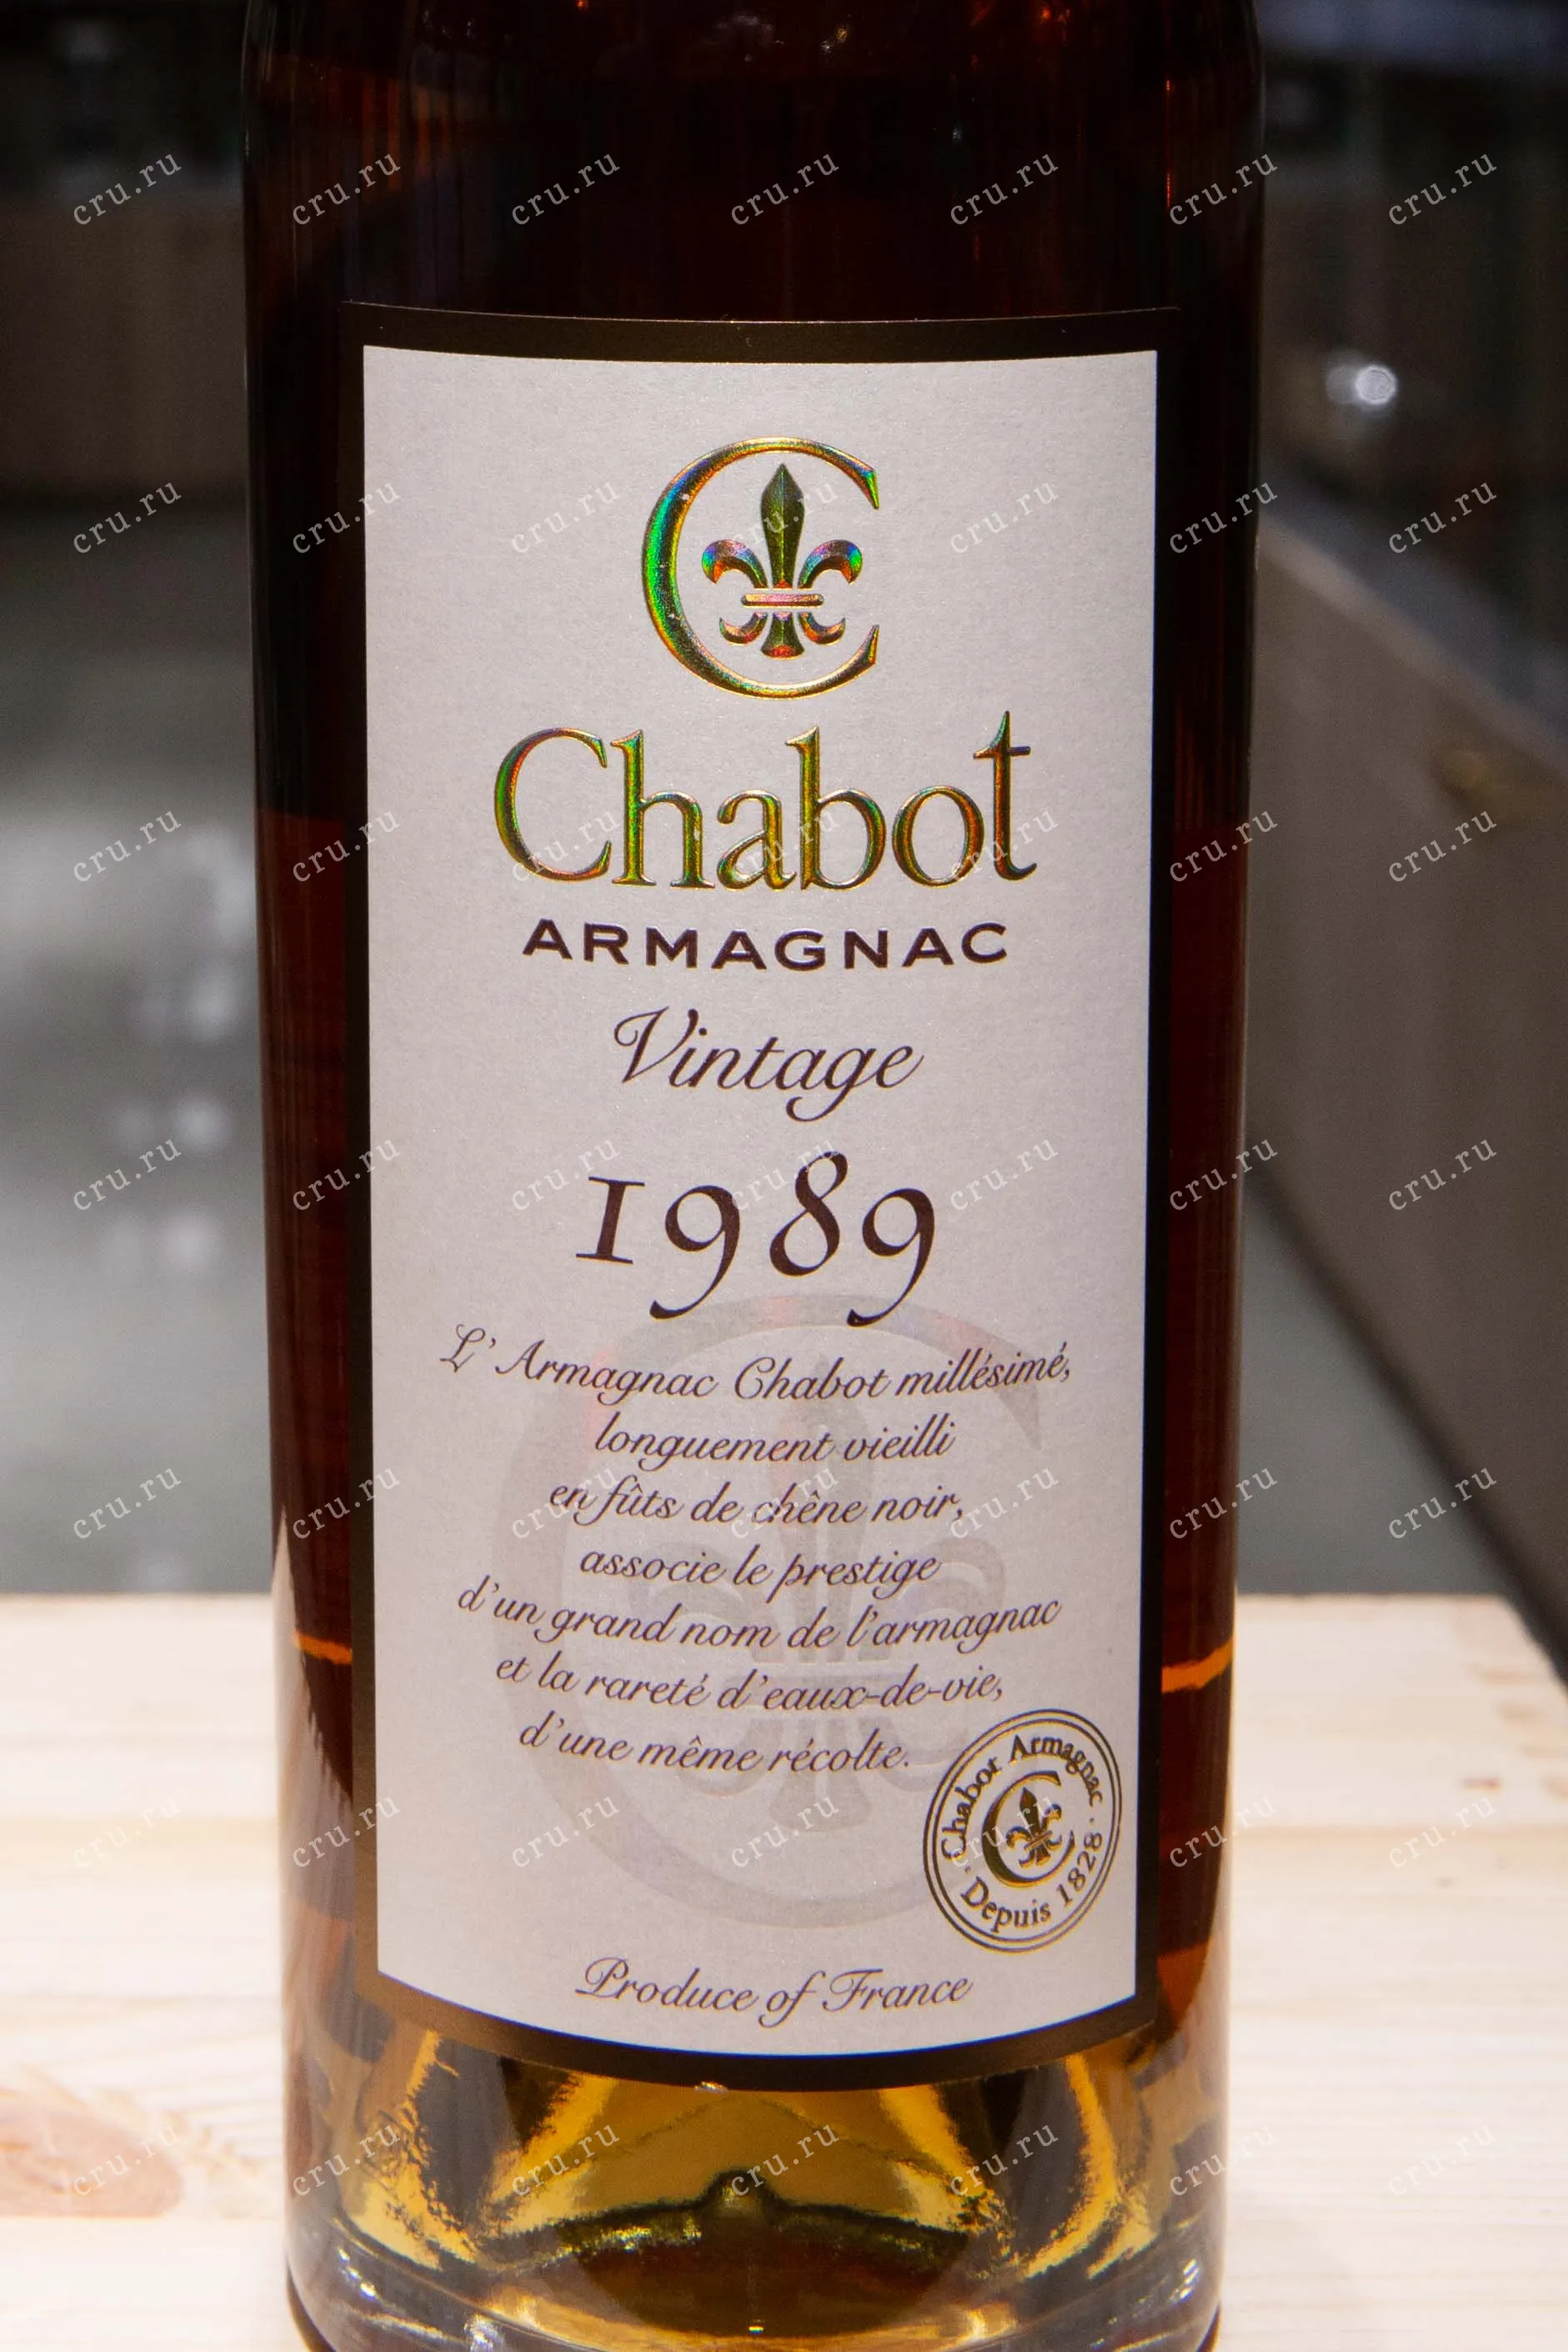 C
Chabot
ARMAGNAC
Vintage
1989
L' Armagnac Chabot millésimé,
longuement vieilli
en fûts de chêne noir,
associe le prestige
d'un grand nom de l'armagnac
et la rareté d'eaux-de-vie,
d'une même récolte.
Chabot Armagnac · Depuis 1828 ·
Produce of France
cru.ru